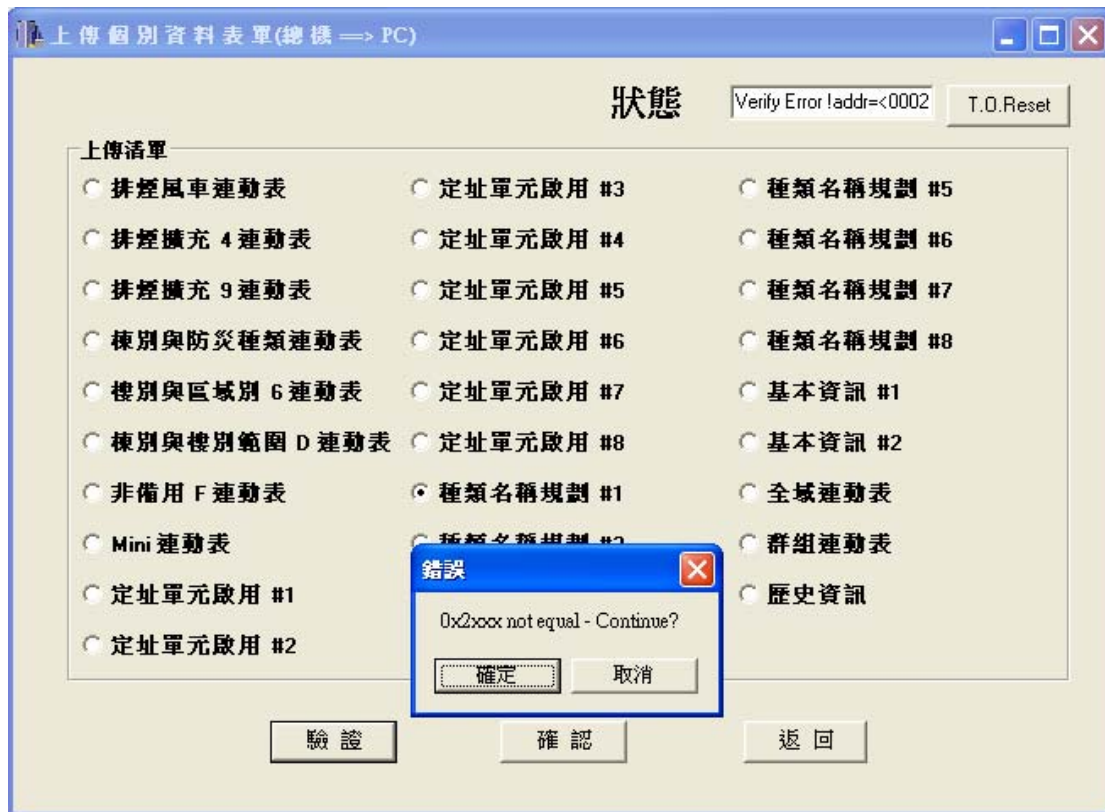 上傳個別資料表單(總機 ==> PC)
狀態
Verify Error !addr=<0002
T.O.Reset
上傳活單
排煙風車連動表
排煙擴充 4 連動表
排煙擴充 9 連動表
棟別與防災種類連動表
樓別與區域別 6 連動表
棟別與樓別範圍 D 連動表
非備用 F 連動表
Mini 連動表
定址單元啟用 #1
定址單元啟用 #2
定址單元啟用 #3
定址單元啟用 #4
定址單元啟用 #5
定址單元啟用 #6
定址單元啟用 #7
定址單元啟用 #8
種類名稱規劃 #1
種類名稱規劃 #2
種類名稱規劃 #5
種類名稱規劃 #6
種類名稱規劃 #7
種類名稱規劃 #8
基本資訊 #1
基本資訊 #2
全域連動表
群組連動表
歷史資訊
錯誤
0x2xxx not equal - Continue?
確定
取消
驗證
確認
返回